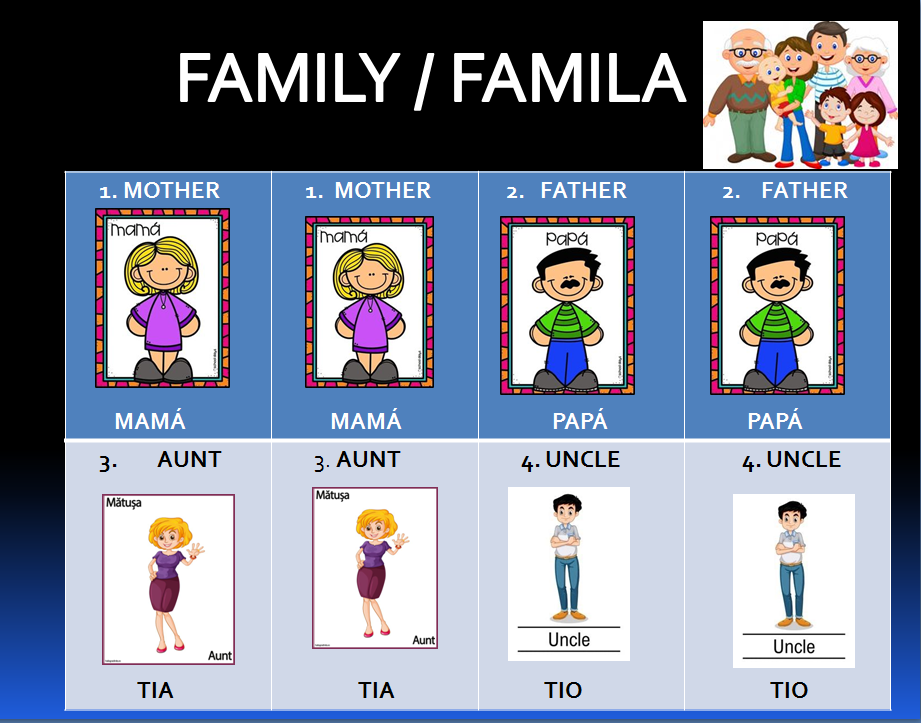 FAMILY / FAMILA
1. MOTHER
mamá
MAMÁ
1. MOTHER
mamá
MAMÁ
2. FATHER
PaPá
PAPÁ
2. FATHER
PaPá
PAPÁ
3. AUNT
Mătușa
Aunt
TIA
3. AUNT
Mătușa
Aunt
TIA
4. UNCLE
Uncle
TIO
4. UNCLE
Uncle
TIO